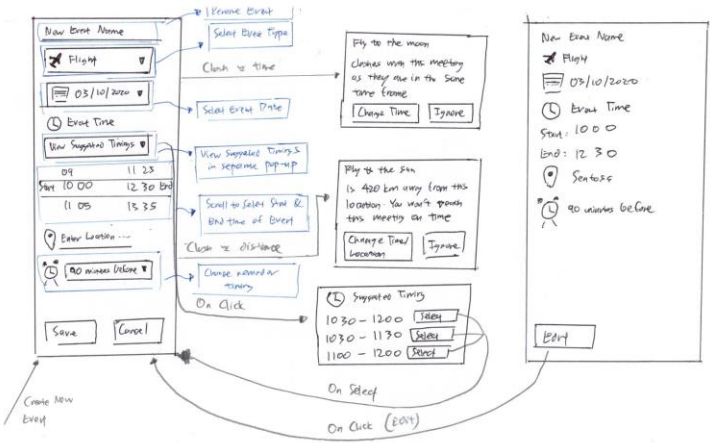 New Event Name
Flight
03/10/2020
Event Time
View Suggested Timings
09 11 25
Start 10 00 12 30 End
11 05 13 35
Enter Location ...
90 minutes before
Save Cancel
Create New
Event
Rename Event
Select Event Type
Clash z time
Select Event Date
View Suggested Timings
in separate pop-up
Scroll to Select Start &
End time of Event
Clash z distance
Change reminder
timing
On Click
Fly to the moon
clashes with this meeting
as they are in the same
time frame
Change Time Ignore
Fly to the sun
is 420 km away from this
location. You won't reach
this meeting on time
Change Time/
Location Ignore
Suggested Timing
1030 - 1200 Select
1030 - 1130 Select
1100 - 1200 Select
On Select
On Click (Edit)
New Event Name
Flight
03/10/2020
Event Time
Start: 10 0 0
End: 12 3 0
Sentosa
90 minutes before
Edit